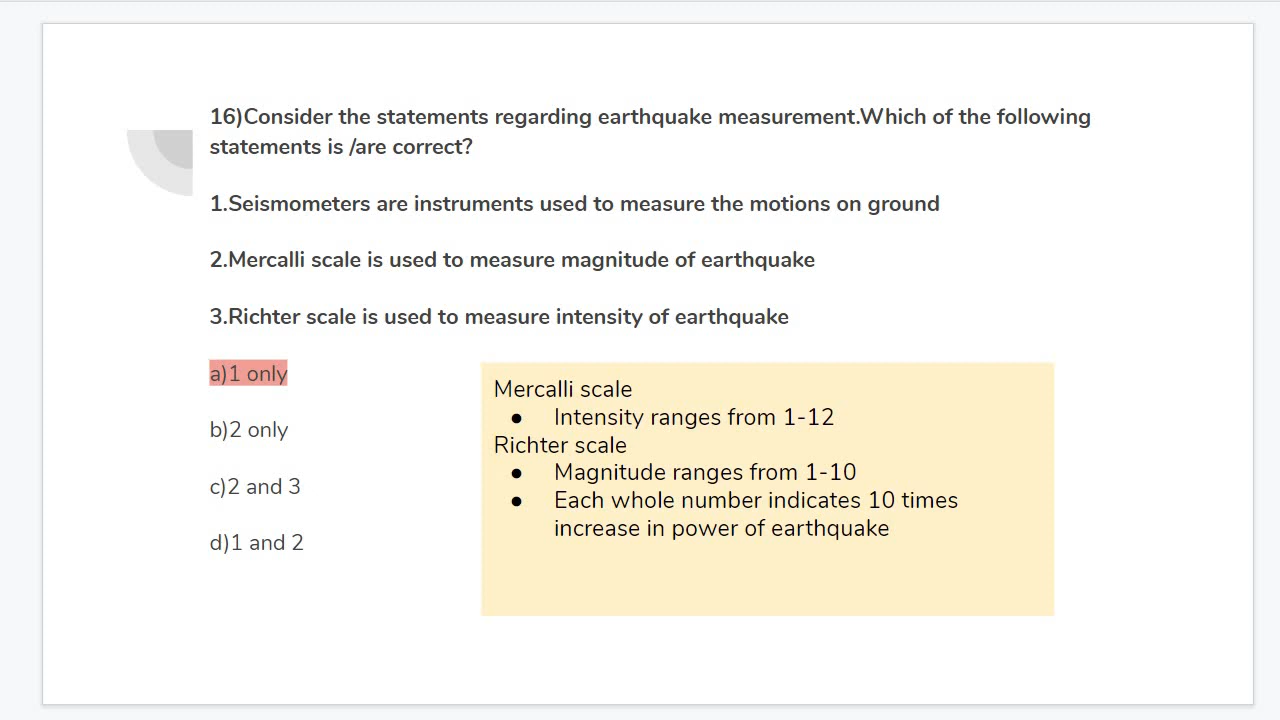 16)Consider the statements regarding earthquake measurement.Which of the following
statements is /are correct?
1.Seismometers are instruments used to measure the motions on ground
2.Mercalli scale is used to measure magnitude of earthquake
3.Richter scale is used to measure intensity of earthquake
a)1 only
b)2 only
c)2 and 3
d)1 and 2
Mercalli scale
● Intensity ranges from 1-12
Richter scale
● Magnitude ranges from 1-10
● Each whole number indicates 10 times
increase in power of earthquake